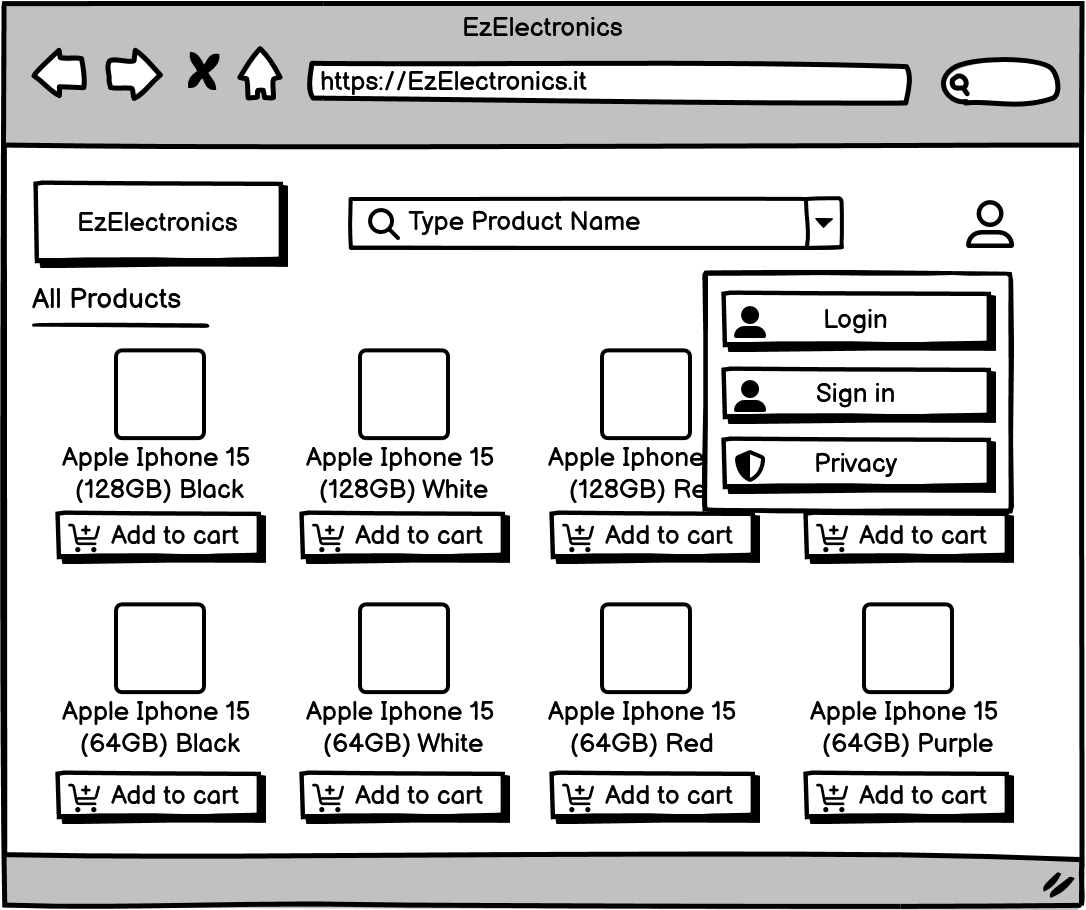 EzElectronics
https://EzElectronics.it
EzElectronics
Type Product Name
All Products
Login
Sign in
Privacy
Apple Iphone 15
(128GB) Black
Add to cart
Apple Iphone 15
(128GB) White
Add to cart
Apple Iphone
(128GB) Re
Add to cart
Add to cart
Apple Iphone 15
(64GB) Black
Add to cart
Apple Iphone 15
(64GB) White
Add to cart
Apple Iphone 15
(64GB) Red
Add to cart
Apple Iphone 15
(64GB) Purple
Add to cart